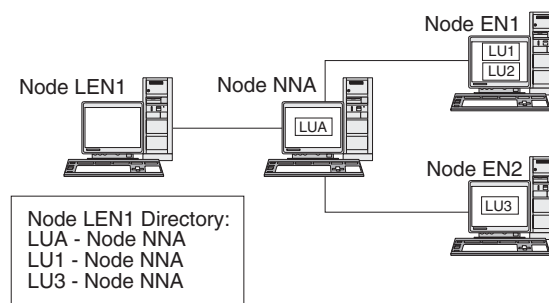 Node EN1
LU1
LU2
Node LEN1
Node NNA
LUA
Node EN2
LU3
Node LEN1 Directory:
LUA - Node NNA
LU1 - Node NNA
LU3 - Node NNA